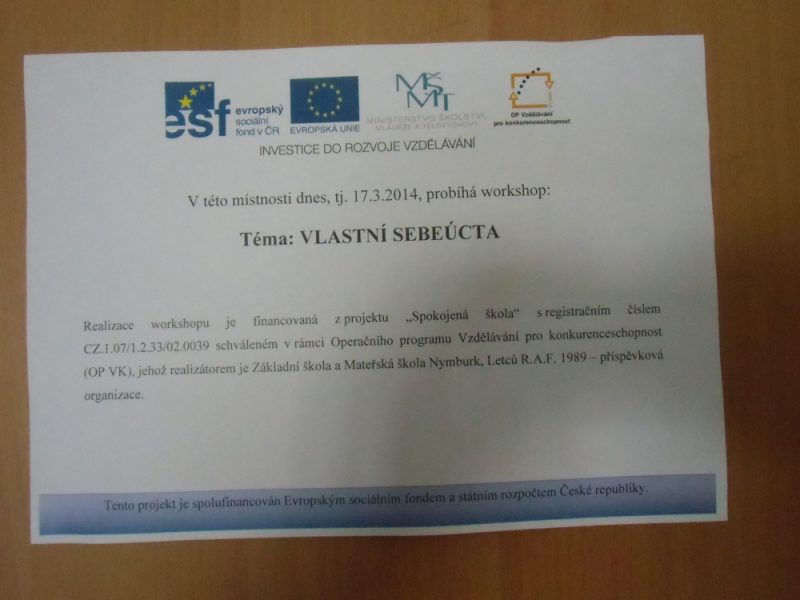 esf
evropský
sociální
fond v ČR
EVROPSKÁ UNIE
MŠMT
MINISTERSTVO ŠKOLSTVÍ,
MLÁDEŽE A TĚLOVÝCHOVY
OP Vzdělávání
pro konkurenceschopnost
INVESTICE DO ROZVOJE VZDĚLÁVÁNÍ
V této místnosti dnes, tj. 17.3.2014, probíhá workshop:
Téma: VLASTNÍ SEBEÚCTA
Realizace workshopu je financovaná z projektu „Spokojená škola“ s registračním číslem
CZ.1.07/1.2.33/02.0039 schváleném v rámci Operačního programu Vzdělávání pro konkurenceschopnost
(OP VK), jehož realizátorem je Základní škola a Mateřská škola Nymburk, Letců R.A.F. 1989 – příspěvková
organizace.
Tento projekt je spolufinancován Evropským sociálním fondem a státním rozpočtem České republiky.